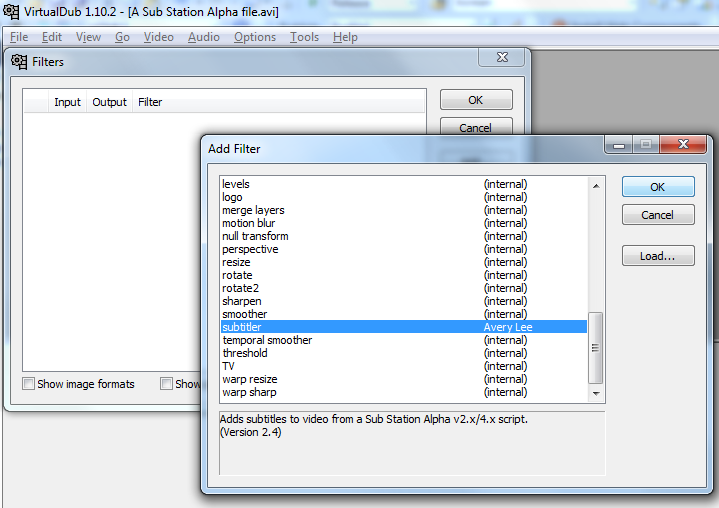 VirtualDub 1.10.2 - [A Sub Station Alpha file.avi]
File Edit View Go Video Audio Options Tools Help
Filters
Input Output Filter
OK
Cancel
Show image formats
Show
Add Filter
levels (internal)
logo (internal)
merge layers (internal)
motion blur (internal)
null transform (internal)
perspective (internal)
resize (internal)
rotate (internal)
rotate2 (internal)
sharpen (internal)
smoother (internal)
subtitler Avery Lee
temporal smoother (internal)
threshold (internal)
TV (internal)
warp resize (internal)
warp sharp (internal)
OK
Cancel
Load...
Adds subtitles to video from a Sub Station Alpha v2.x/4.x script.
(Version 2.4)